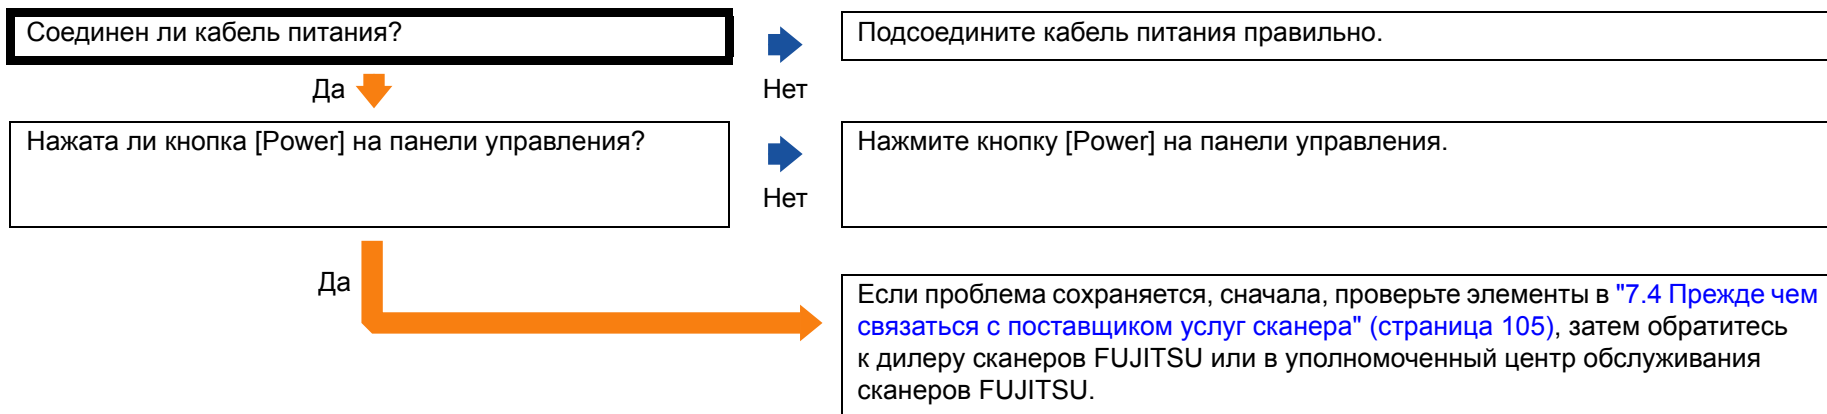 Соединен ли кабель питания?
Подсоедините кабель питания правильно.
Да
Нет
Нажата ли кнопка [Power] на панели управления?
Нажмите кнопку [Power] на панели управления.
Нет
Да
Если проблема сохраняется, сначала, проверьте элементы в "7.4 Прежде чем
связаться с поставщиком услуг сканера" (страница 105), затем обратитесь
к дилеру сканеров FUJITSU или в уполномоченный центр обслуживания
сканеров FUJITSU.